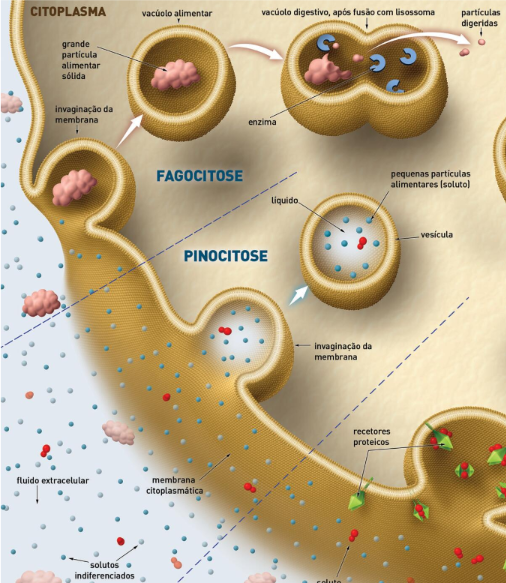 CITOPLASMA
vacúolo alimentar
vacúolo digestivo, após fusão com lisossoma
partículas
digeridas
grande
partícula
alimentar
sólida
enzima
invaginação da
membrana
FAGOCITOSE
pequenas partículas
alimentares (soluto)
líquido
vesícula
PINOCITOSE
invaginação da
membrana
recetores
proteicos
fluido extracelular
membrana
citoplasmática
solutos
indiferenciados
soluto